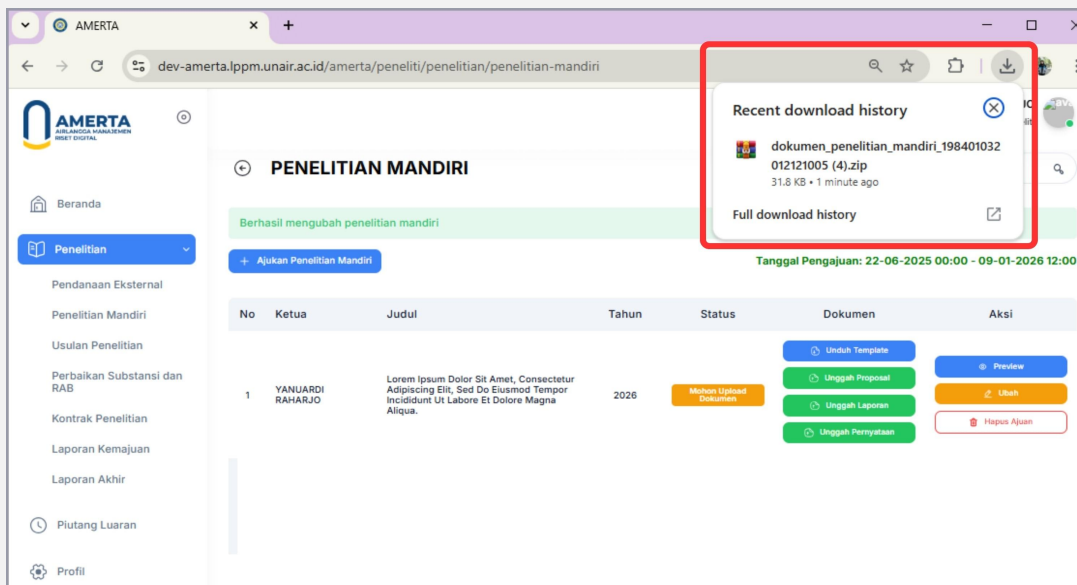 AMERTA
dev-amerta.lppm.unair.ac.id/amerta/peneliti/penelitian/penelitian-mandiri
AMERTA
AIRLANGGA MANAJEMEN
RISET DIGITAL
Recent download history
dokumen_penelitian_mandiri_198401032
012121005 (4).zip
31.8 KB • 1 minute ago
Full download history
PENELITIAN MANDIRI
Berhasil mengubah penelitian mandiri
+ Ajukan Penelitian Mandiri
Tanggal Pengajuan: 22-06-2025 00:00 - 09-01-2026 12:00
Beranda
Penelitian
Pendanaan Eksternal
Penelitian Mandiri
Usulan Penelitian
Perbaikan Substansi dan
RAB
Kontrak Penelitian
Laporan Kemajuan
Laporan Akhir
Piutang Luaran
Profil
No Ketua Judul Tahun Status Dokumen Aksi
1
YANUARDI
RAHARJO
Lorem Ipsum Dolor Sit Amet, Consectetur
Adipiscing Elit, Sed Do Eiusmod Tempor
Incididunt Ut Labore Et Dolore Magna
Aliqua.
2026
Mohon Upload
Dokumen
Unduh Template
Unggah Proposal
Unggah Laporan
Unggah Pernyataan
Preview
Ubah
Hapus Ajuan